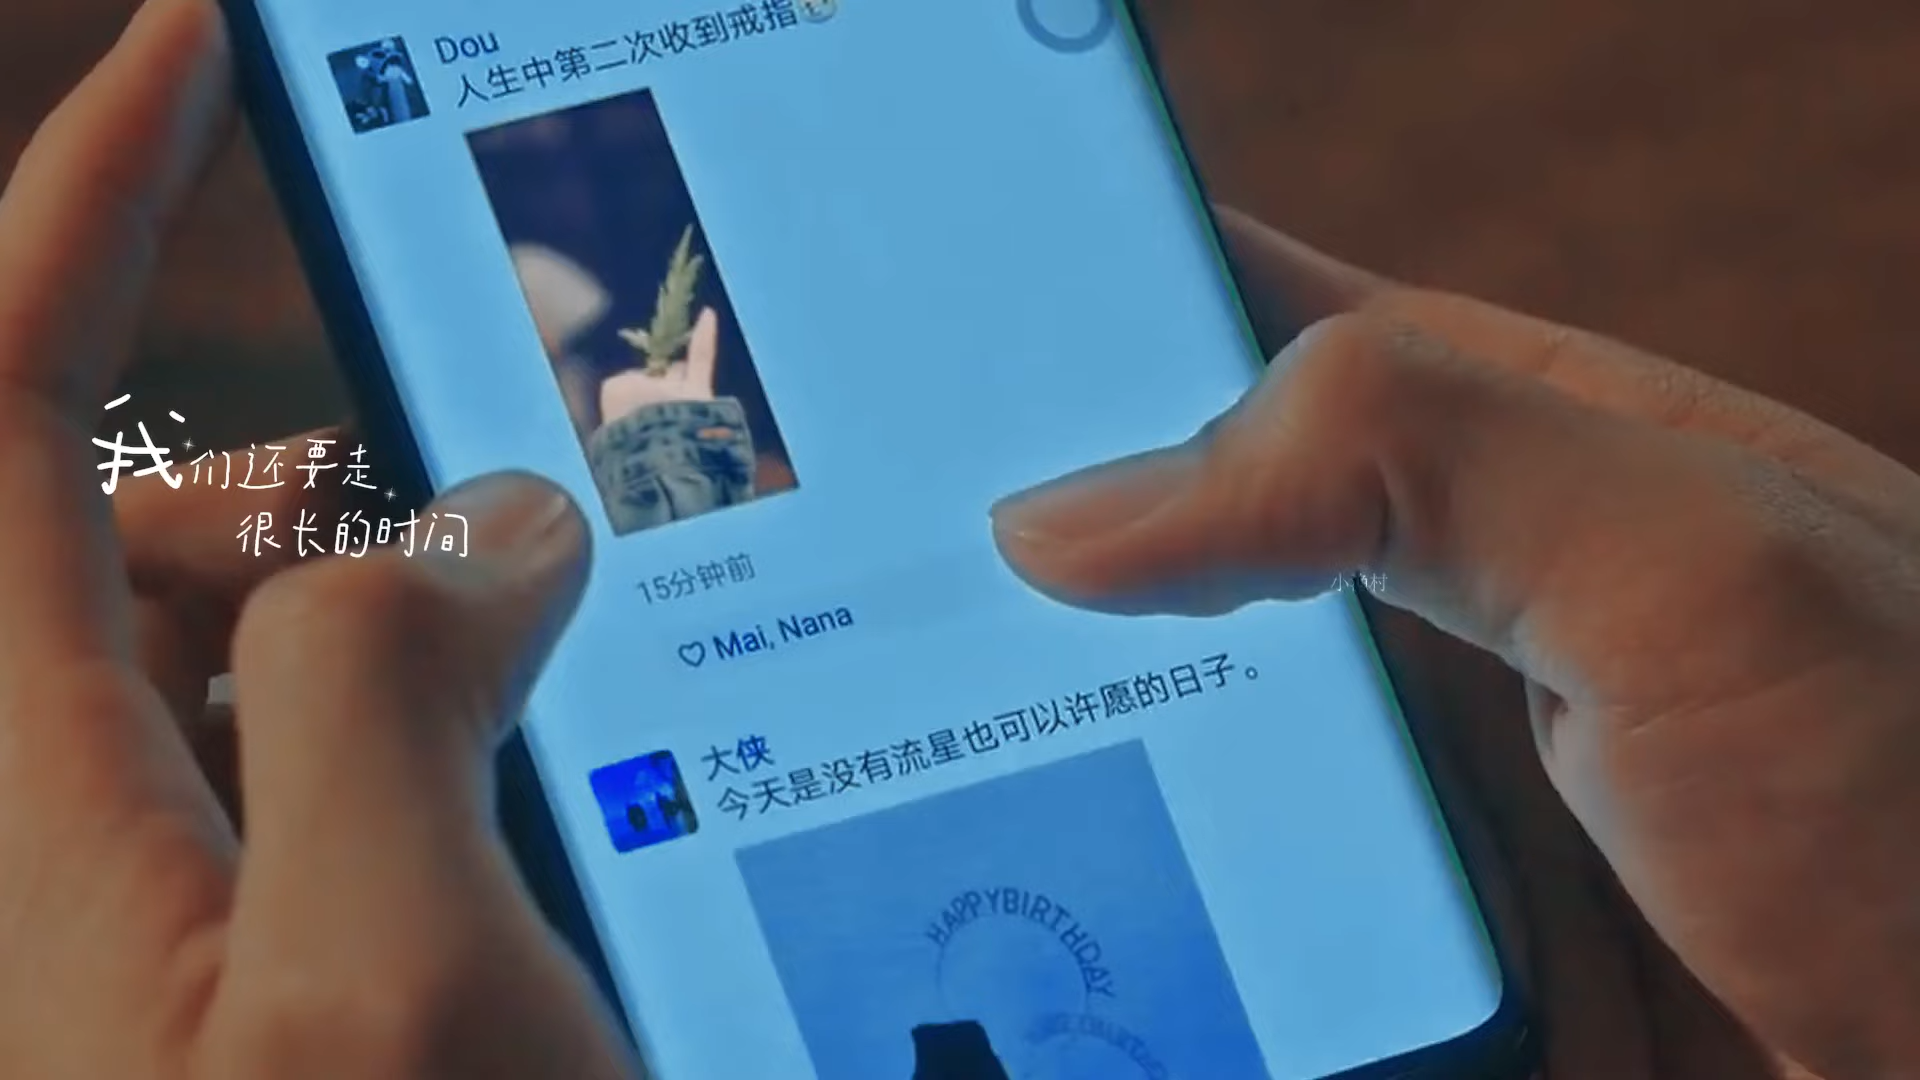 Dou
人生中第二次收到戒指
我们还要走
很长的时间
15分钟前
♡ Mai, Nana
大侠
今天是没有流星也可以许愿的日子。
HAPPYBIRTHDAY